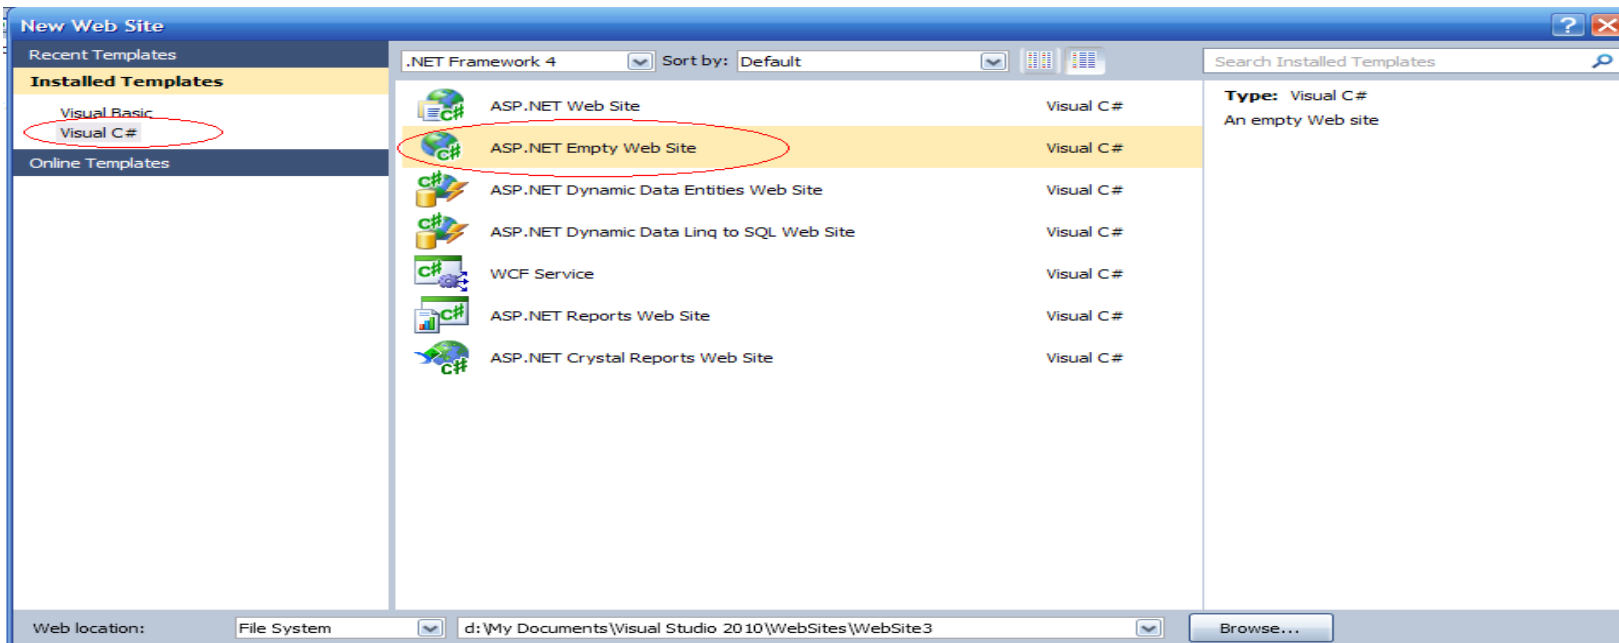 New Web Site
Recent Templates
Installed Templates
Visual Basic
Visual C#
Online Templates
.NET Framework 4 Sort by: Default
ASP.NET Web Site Visual C#
ASP.NET Empty Web Site Visual C#
ASP.NET Dynamic Data Entities Web Site Visual C#
ASP.NET Dynamic Data Linq to SQL Web Site Visual C#
WCF Service Visual C#
ASP.NET Reports Web Site Visual C#
ASP.NET Crystal Reports Web Site Visual C#
Search Installed Templates
Type: Visual C#
An empty Web site
Web location: File System d:\My Documents\Visual Studio 2010\WebSites\WebSite3 Browse...